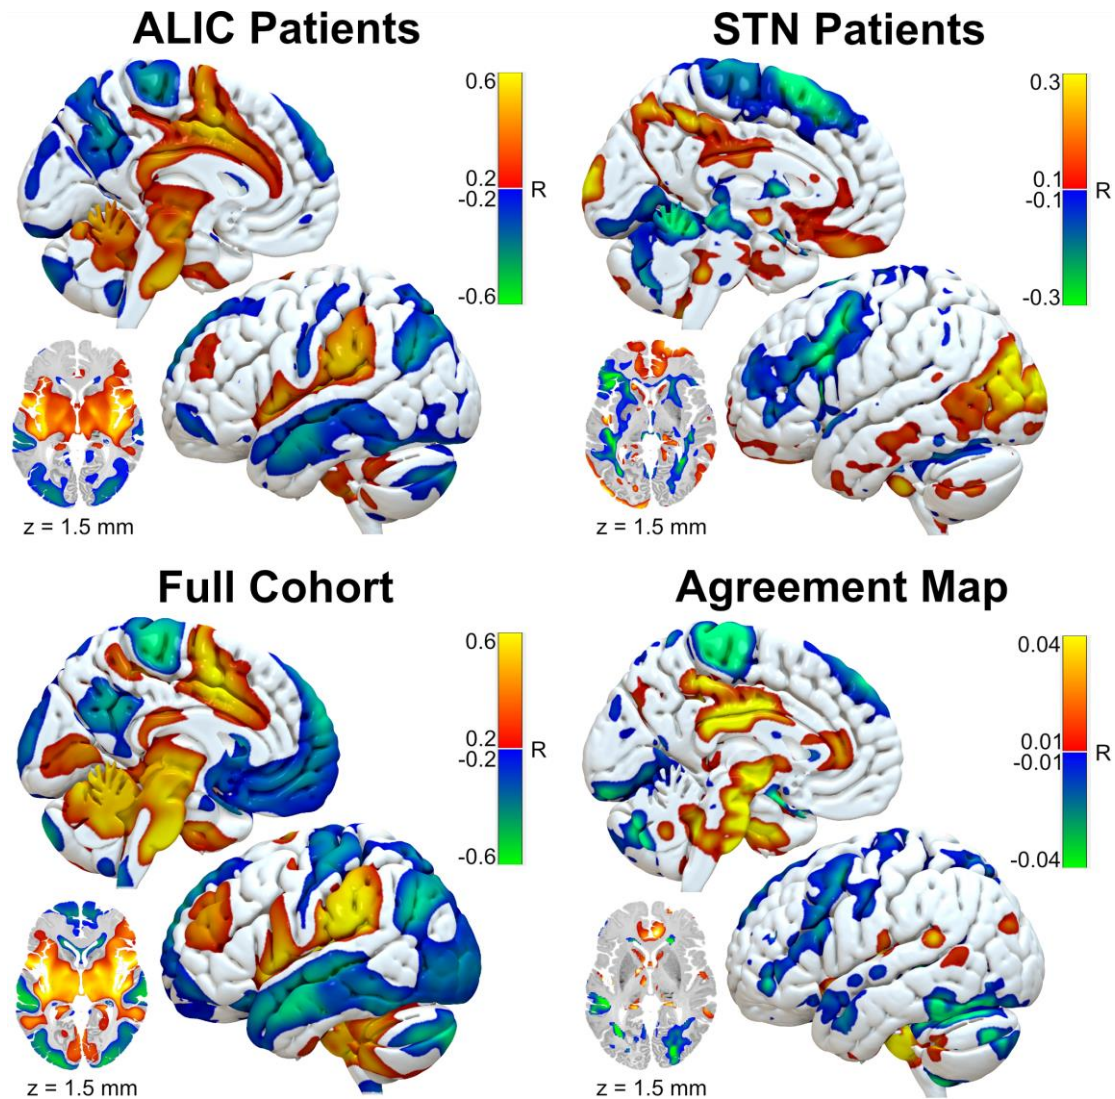 ALIC Patients
0.6
0.2
-0.2
R
-0.6
z = 1.5 mm
STN Patients
0.3
0.1
-0.1
R
-0.3
z = 1.5 mm
Full Cohort
0.6
0.2
-0.2
R
-0.6
z = 1.5 mm
Agreement Map
0.04
0.01
-0.01
R
-0.04
z = 1.5 mm